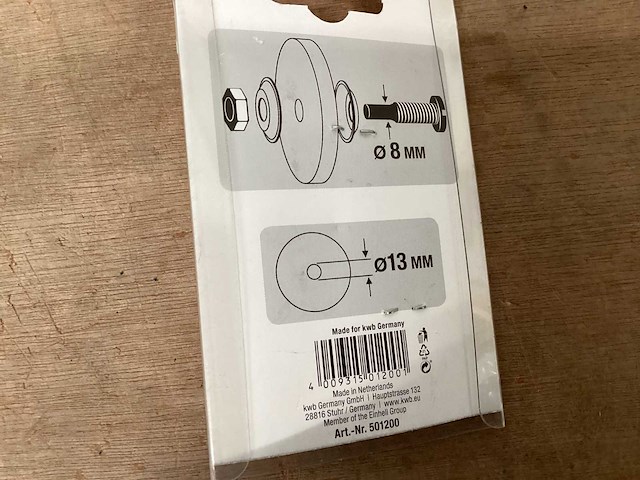 Ø 8 MM
Ø13 MM
Made for kwb Germany
4 009315 012001
Made in Netherlands
kwb Germany GmbH | Hauptstrasse 132
28816 Stuhr / Germany | www.kwb.eu
Member of the Einhell Group
Art.-Nr. 501200